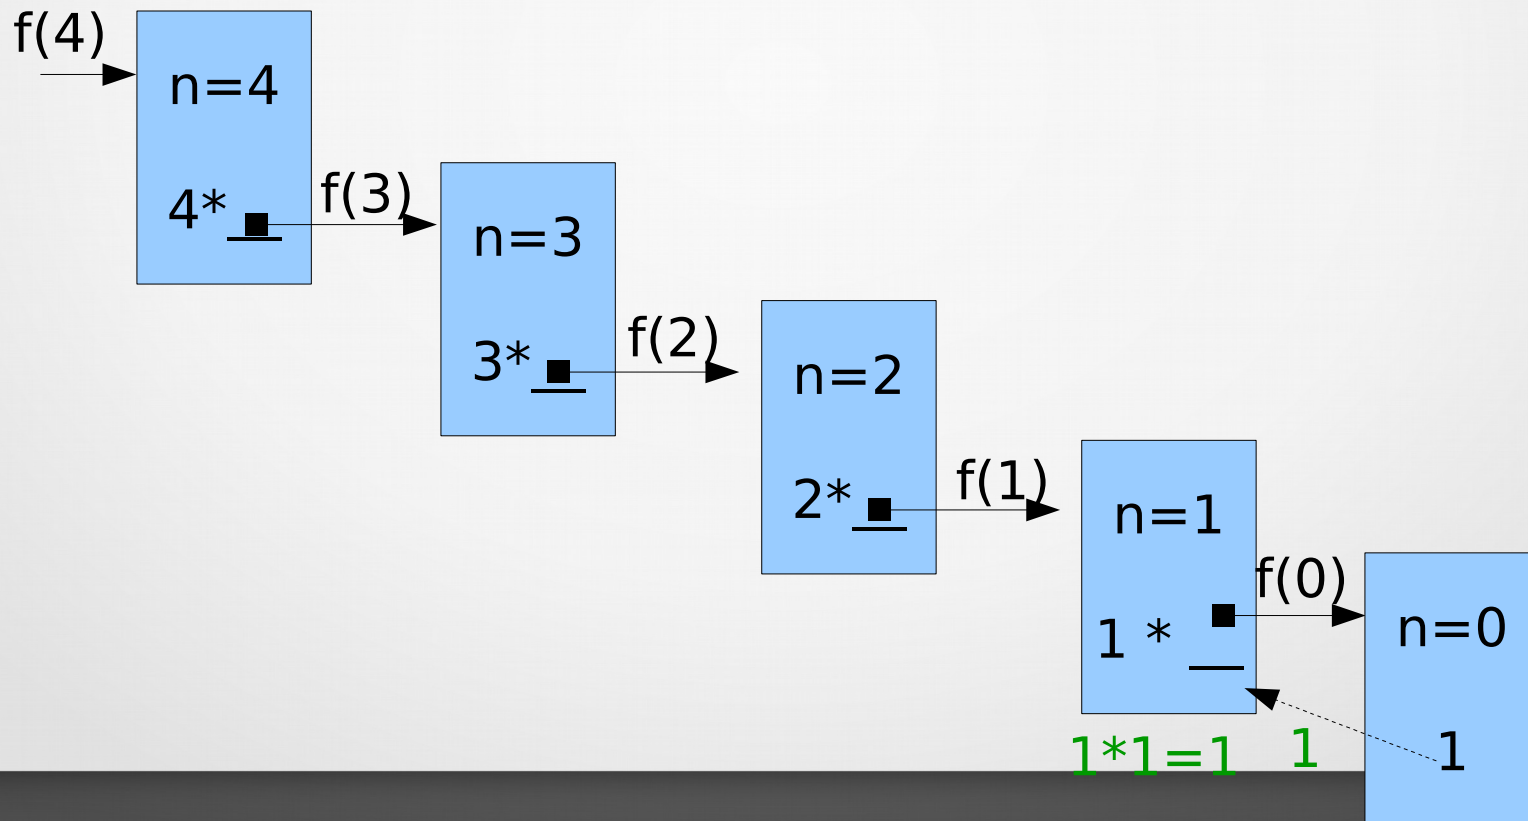 f(4)
n=4
4*
f(3)
n=3
3*
f(2)
n=2
2*
f(1)
n=1
1 *
f(0)
n=0
1
1
1*1=1